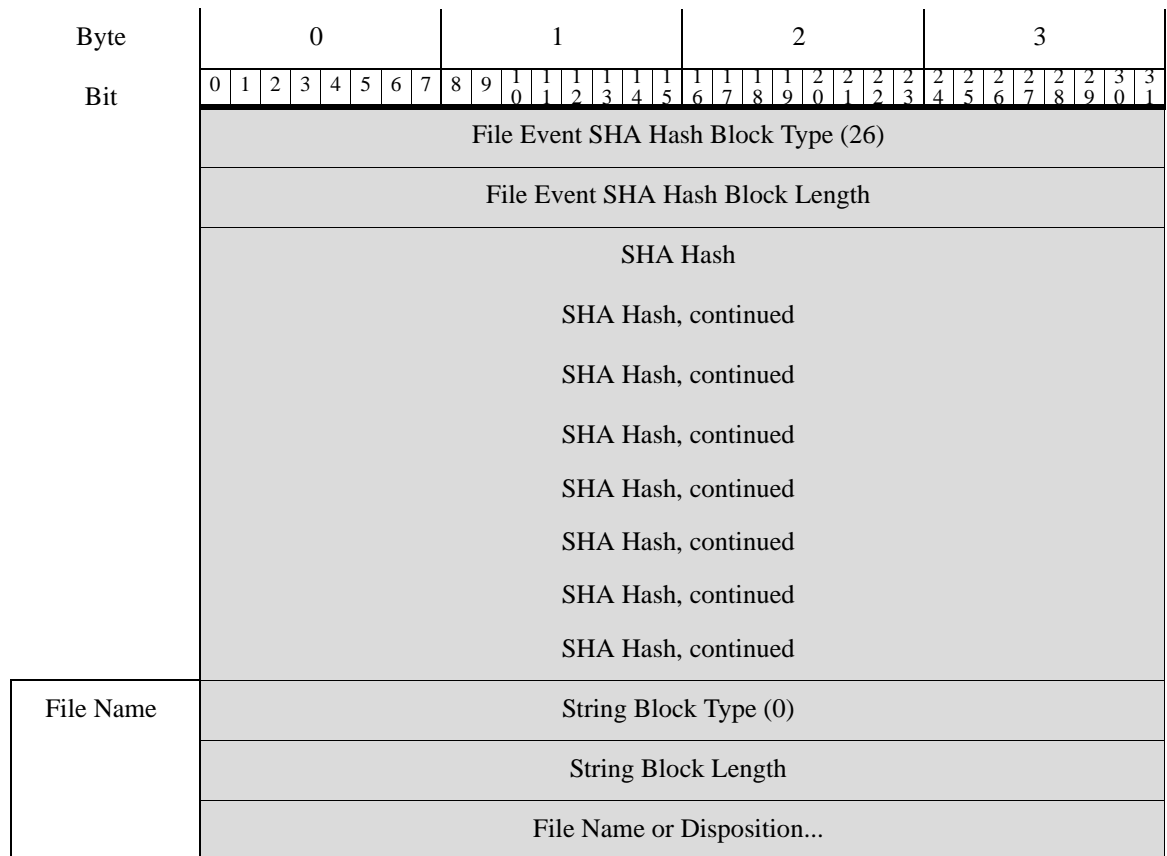 Byte 0 1 2 3
Bit 0 1 2 3 4 5 6 7 8 9 10 11 12 13 14 15 16 17 18 19 20 21 22 23 24 25 26 27 28 29 30 31
File Event SHA Hash Block Type (26)
File Event SHA Hash Block Length
SHA Hash
SHA Hash, continued
SHA Hash, continued
SHA Hash, continued
SHA Hash, continued
SHA Hash, continued
SHA Hash, continued
SHA Hash, continued
File Name String Block Type (0)
String Block Length
File Name or Disposition...